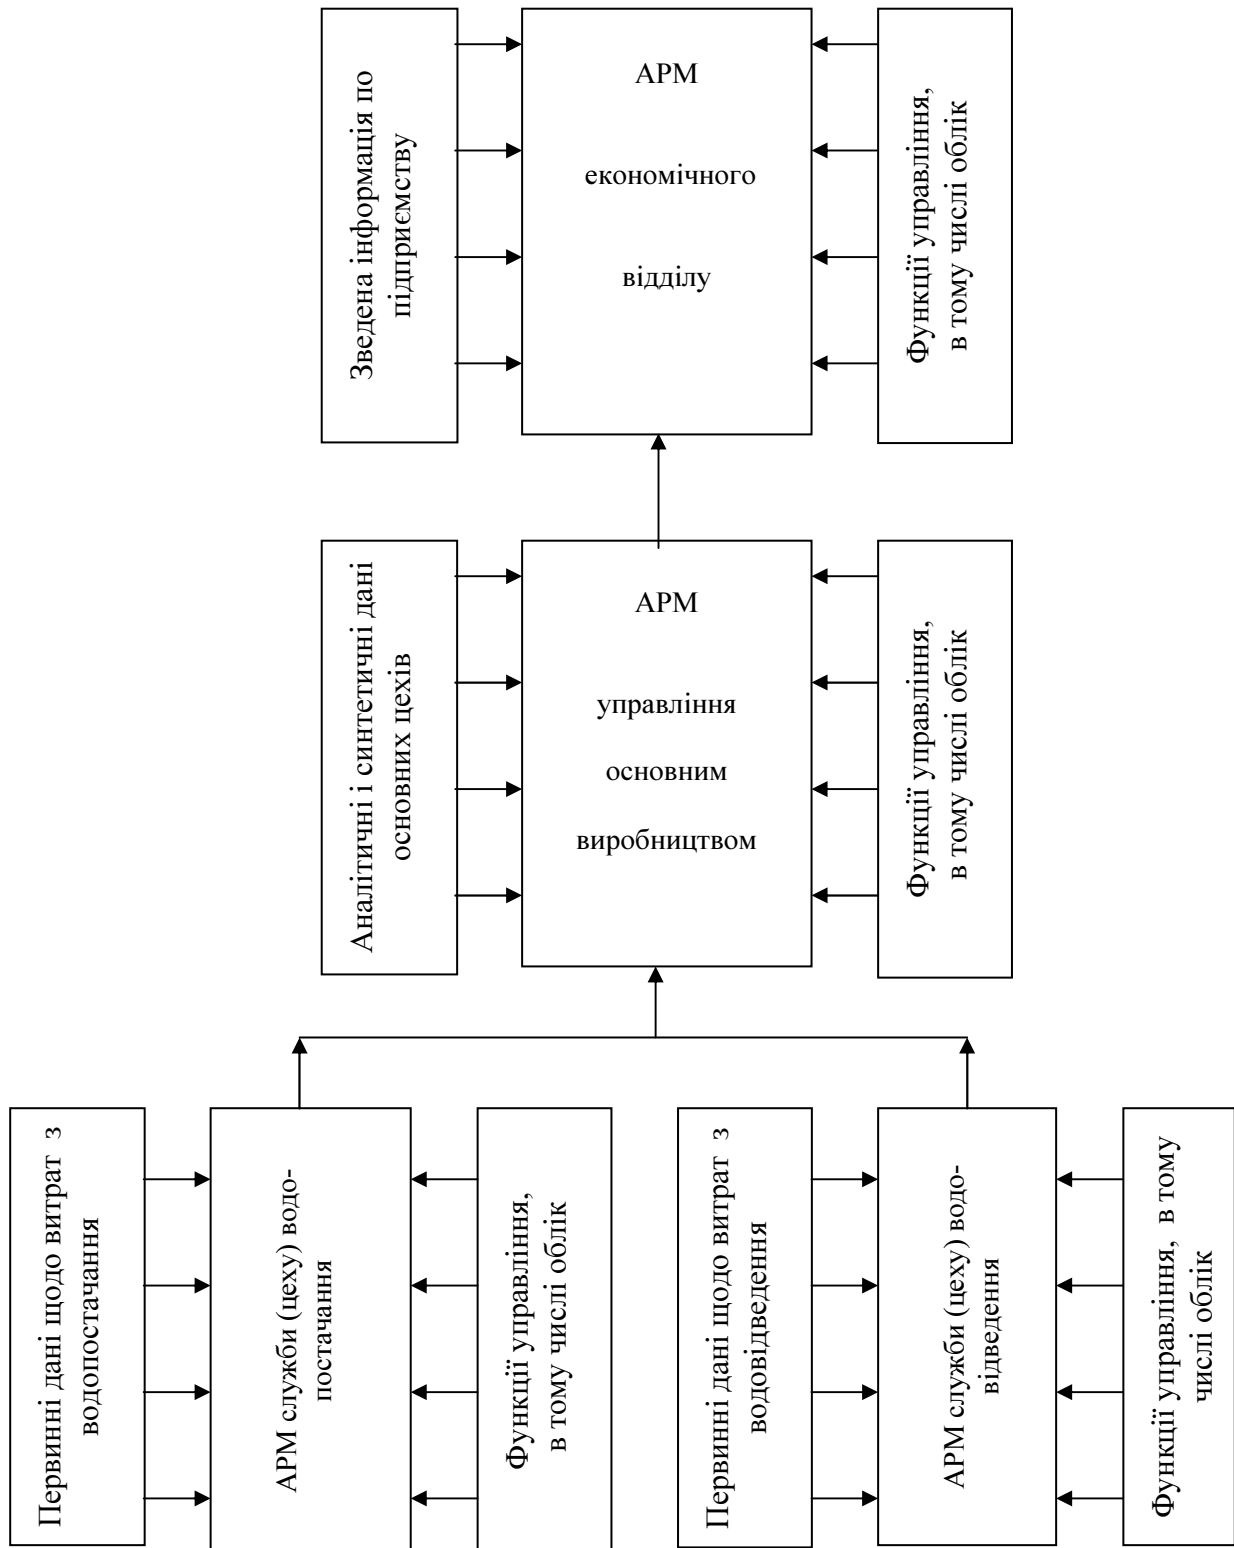 Зведена інформація по
підприємству
АРМ
економічного
відділу
Функції управління,
в тому числі облік
Аналітичні і синтетичні дані
основних цехів
АРМ
управління
основним
виробництвом
Функції управління,
в тому числі облік
Первинні дані щодо витрат з
водопостачання
АРМ служби (цеху) водо-
постачання
Функції управління,
в тому числі облік
Первинні дані щодо витрат з
водовідведення
АРМ служби (цеху) водо-
відведення
Функції управління, в тому
числі облік